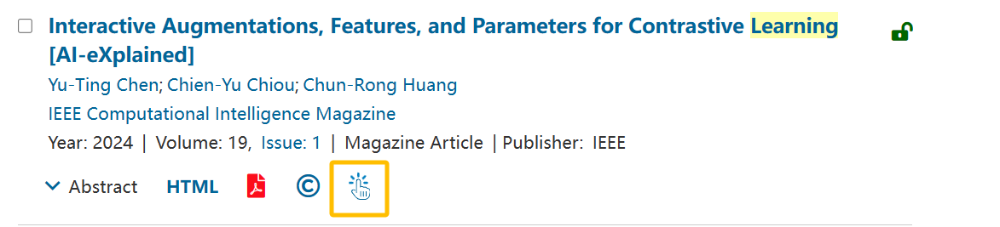 Interactive Augmentations, Features, and Parameters for Contrastive Learning
[AI-eXplained]
Yu-Ting Chen; Chien-Yu Chiou; Chun-Rong Huang
IEEE Computational Intelligence Magazine
Year: 2024 | Volume: 19, Issue: 1 | Magazine Article | Publisher: IEEE
Abstract HTML ©